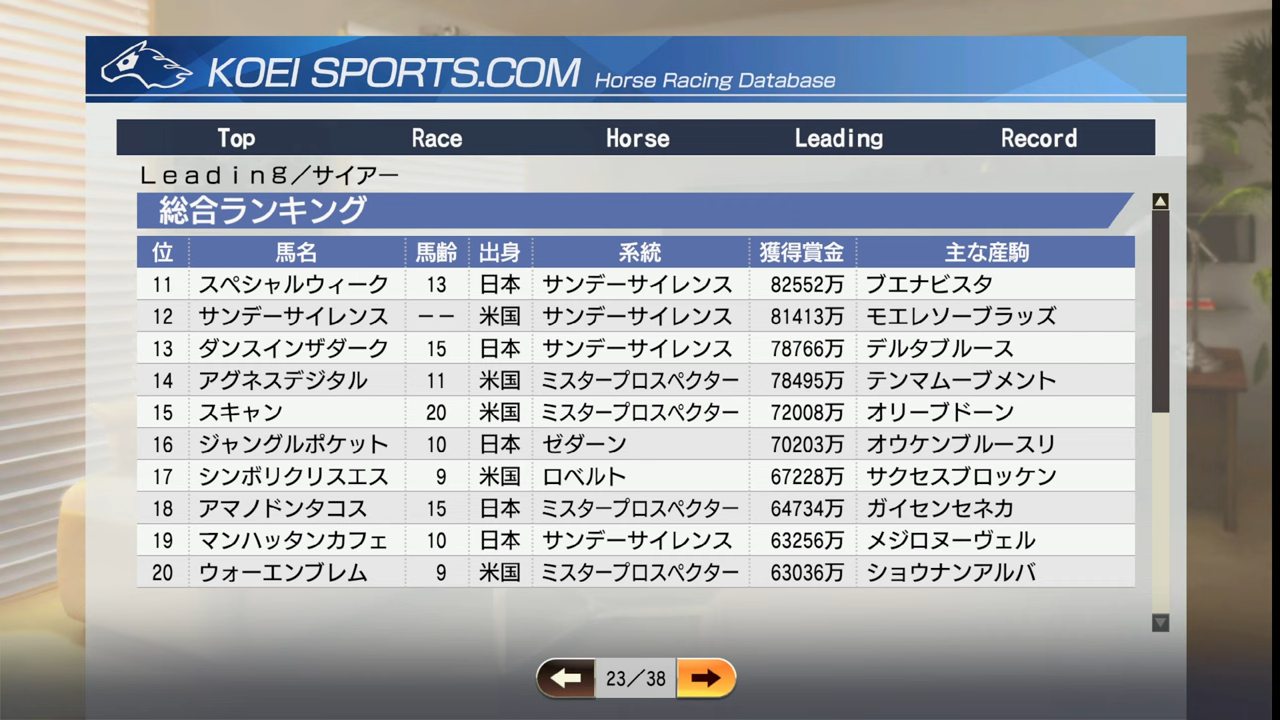 KOEI SPORTS.COM Horse Racing Database
Top Race Horse Leading Record
Leading／サイアー
総合ランキング
位 馬名 馬齢 出身 系統 獲得賞金 主な産駒
11 スペシャルウィーク 13 日本 サンデーサイレンス 82552万 ブエナビスタ
12 サンデーサイレンス −− 米国 サンデーサイレンス 81413万 モエレソーブラッズ
13 ダンスインザダーク 15 日本 サンデーサイレンス 78766万 デルタブルース
14 アグネスデジタル 11 米国 ミスタープロスペクター 78495万 テンマムーブメント
15 スキャン 20 米国 ミスタープロスペクター 72008万 オリーブドーン
16 ジャングルポケット 10 日本 ゼダーン 70203万 オウケンブルースリ
17 シンボリクリスエス 9 米国 ロベルト 67228万 サクセスブロッケン
18 アマノドンタコス 15 日本 ミスタープロスペクター 64734万 ガイセンセネカ
19 マンハッタンカフェ 10 日本 サンデーサイレンス 63256万 メジロヌーヴェル
20 ウォーエンブレム 9 米国 ミスタープロスペクター 63036万 ショウナンアルバ
23／38